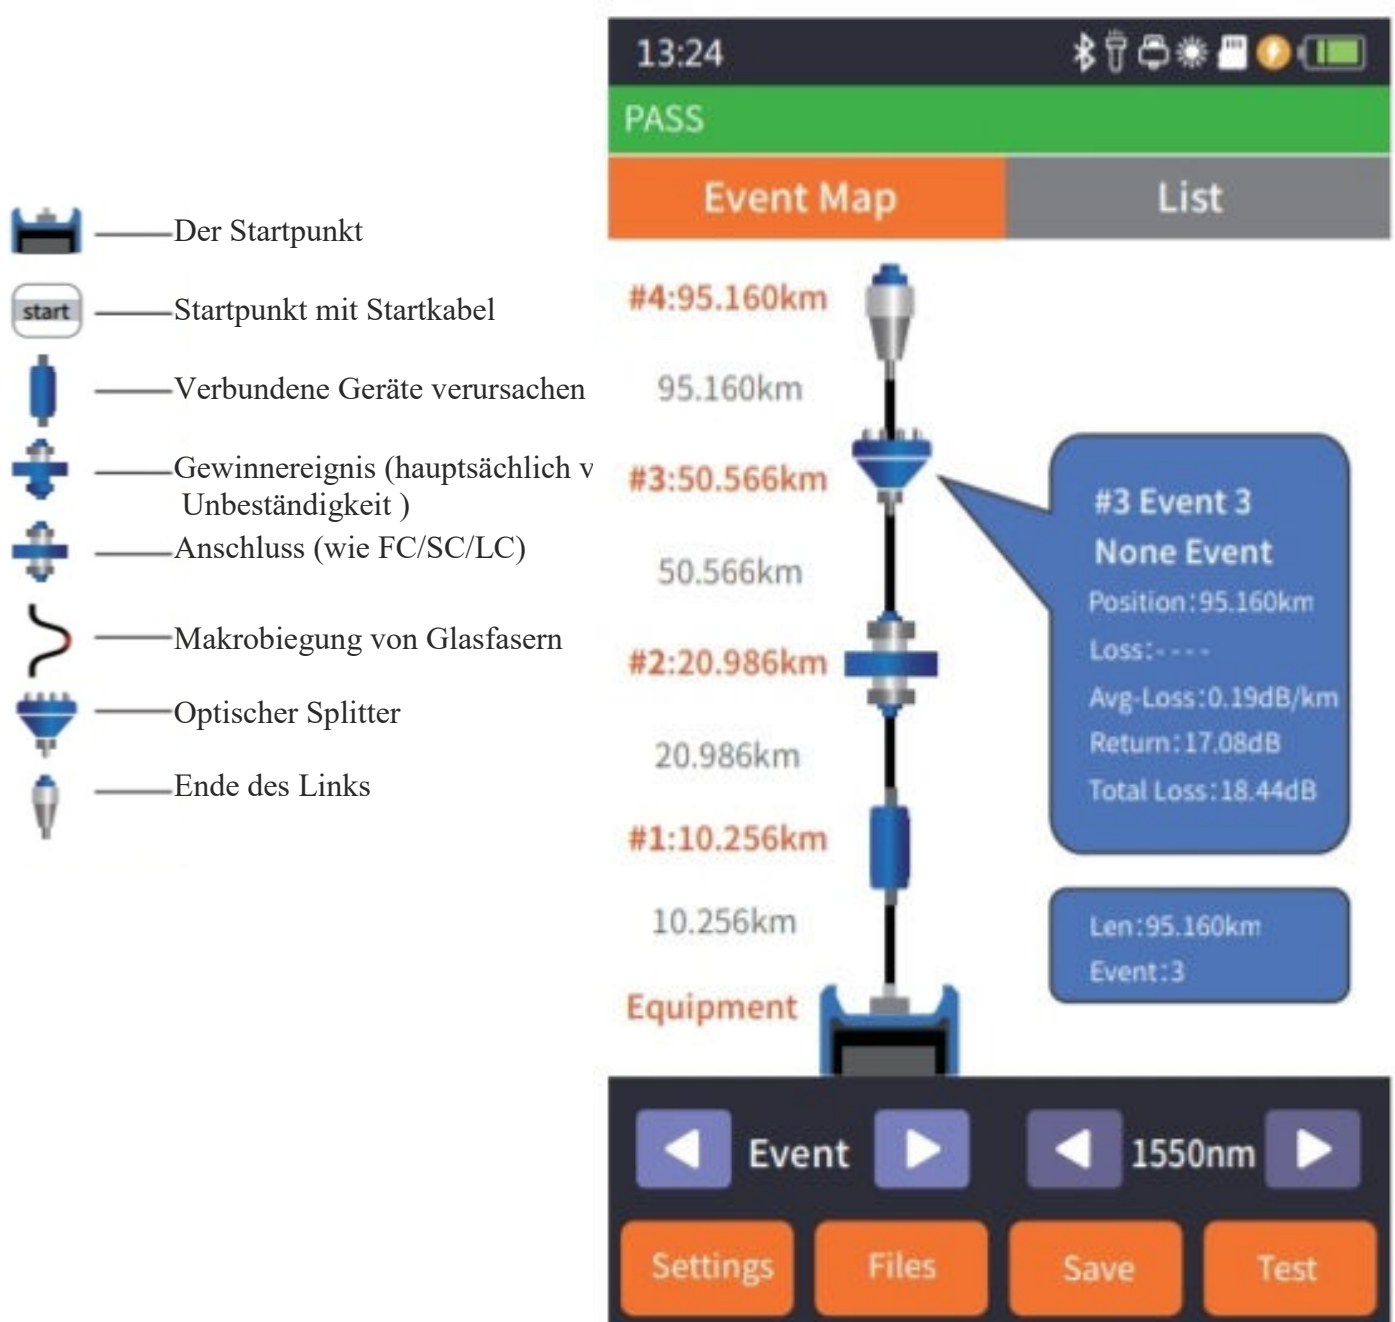 Der Startpunkt
start
Startpunkt mit Startkabel
Verbundene Geräte verursachen
Gewinnereignis (hauptsächlich v
Unbeständigkeit )
Anschluss (wie FC/SC/LC)
Makrobiegung von Glasfasern
Optischer Splitter
Ende des Links
13:24
PASS
Event Map
List
#4:95.160km
95.160km
#3:50.566km
50.566km
#2:20.986km
20.986km
#1:10.256km
10.256km
Equipment
#3 Event 3
None Event
Position:95.160km
Loss:----
Avg-Loss:0.19dB/km
Return:17.08dB
Total Loss:18.44dB
Len:95.160km
Event:3
Event
1550nm
Settings
Files
Save
Test